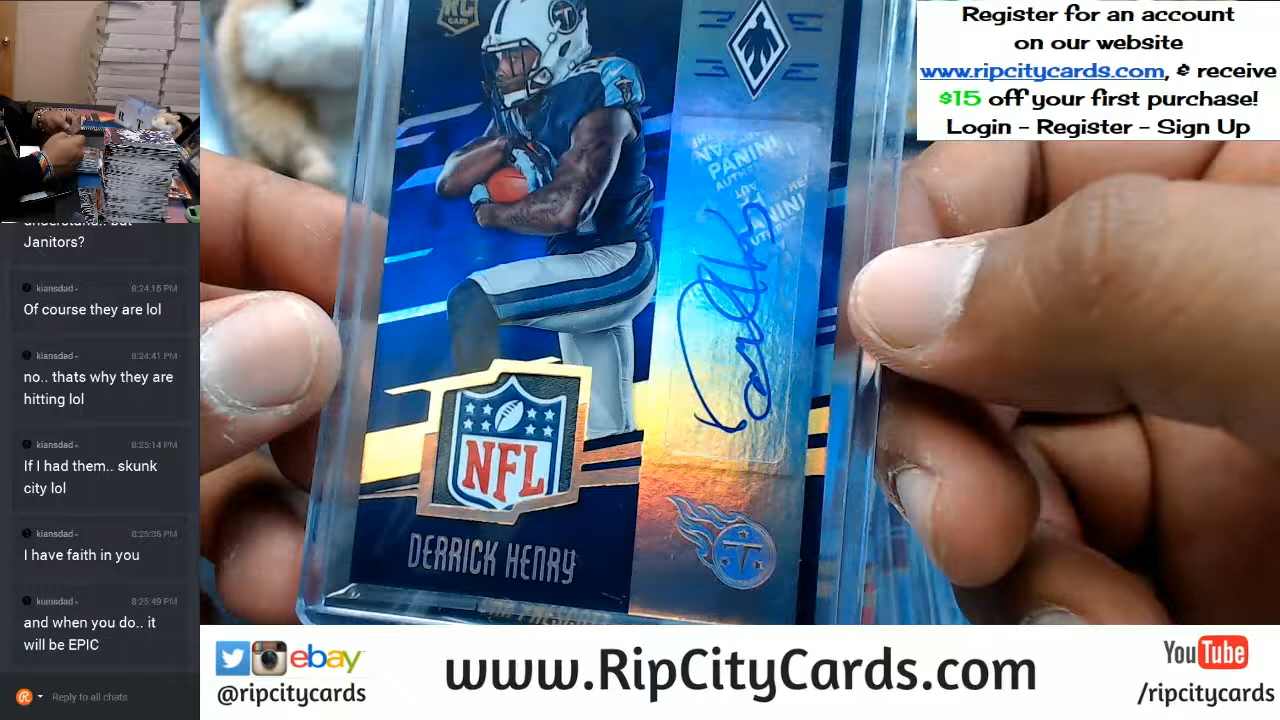 Register for an account
on our website
www.ripcitycards.com, & receive
$15 off your first purchase!
Login - Register - Sign Up
Janitors?
kiansdad 8:24:15 PM
Of course they are lol
kiansdad 8:24:41 PM
no.. thats why they are
hitting lol
kiansdad 8:25:14 PM
If I had them.. skunk
city lol
kiansdad 8:25:35 PM
I have faith in you
kiansdad 8:25:49 PM
and when you do.. it
will be EPIC
Reply to all chats
RC
CARD
T
PANINI
NFL
DERRICK HENRY
T
ebay
@ripcitycards
www.RipCityCards.com
YouTube
/ripcitycards